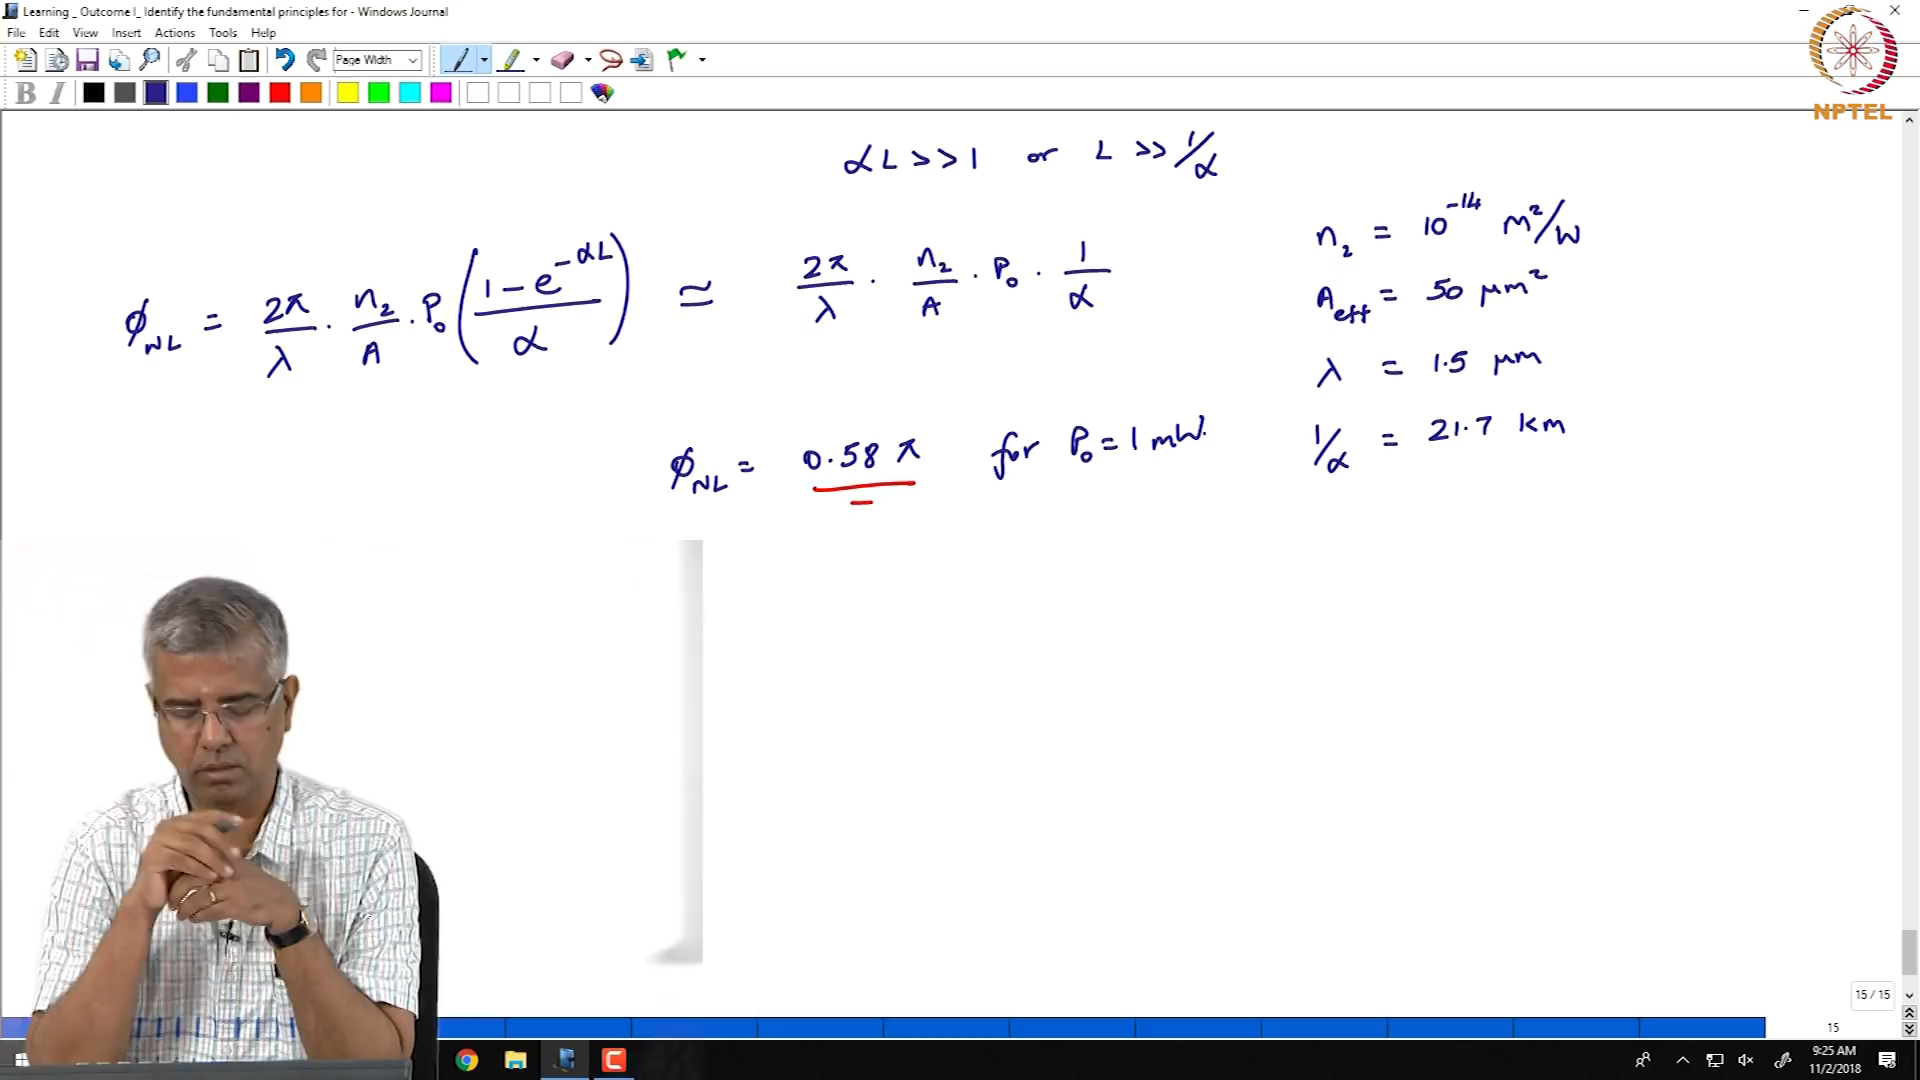 Learning _ Outcome I_ Identify the fundamental principles for - Windows Journal
File Edit View Insert Actions Tools Help
Page Width
B I
NPTEL
αL >> 1 or L >> 1/α
ϕ_NL = 2π/λ · n₂/A · P₀ ((1 - e^(-αL))/α) ≃ 2π/λ · n₂/A · P₀ · 1/α
n₂ = 10⁻¹⁴ m²/W
A_eff = 50 μm²
λ = 1.5 μm
1/α = 21.7 km
ϕ_NL = 0.58 π for P₀ = 1 mW.
15 / 15
15
9:25 AM
11/2/2018